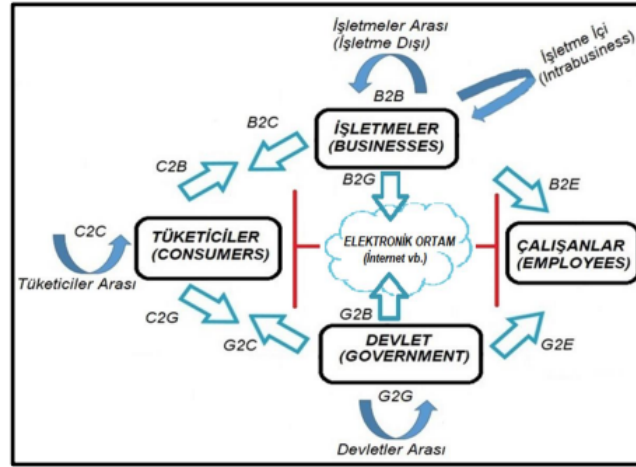 İşletmeler Arası
(İşletme Dışı)
İşletme İçi
(Intrabusiness)
B2B
B2C
İŞLETMELER
(BUSINESSES)
C2B
B2G
B2E
C2C
TÜKETİCİLER
(CONSUMERS)
ELEKTRONİK ORTAM
(İnternet vb.)
ÇALIŞANLAR
(EMPLOYEES)
Tüketiciler Arası
C2G
G2B
G2C
DEVLET
(GOVERNMENT)
G2E
G2G
Devletler Arası